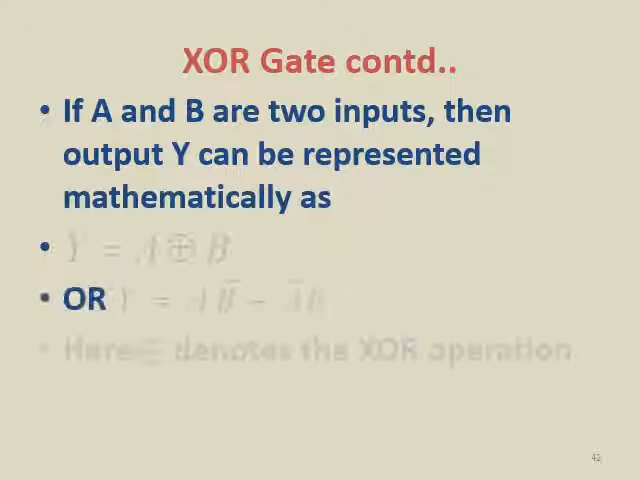 XOR Gate contd..
• If A and B are two inputs, then
output Y can be represented
mathematically as
• Y = A ⊕ B
• OR Y = A B̅
• Here denotes the XOR operation
42